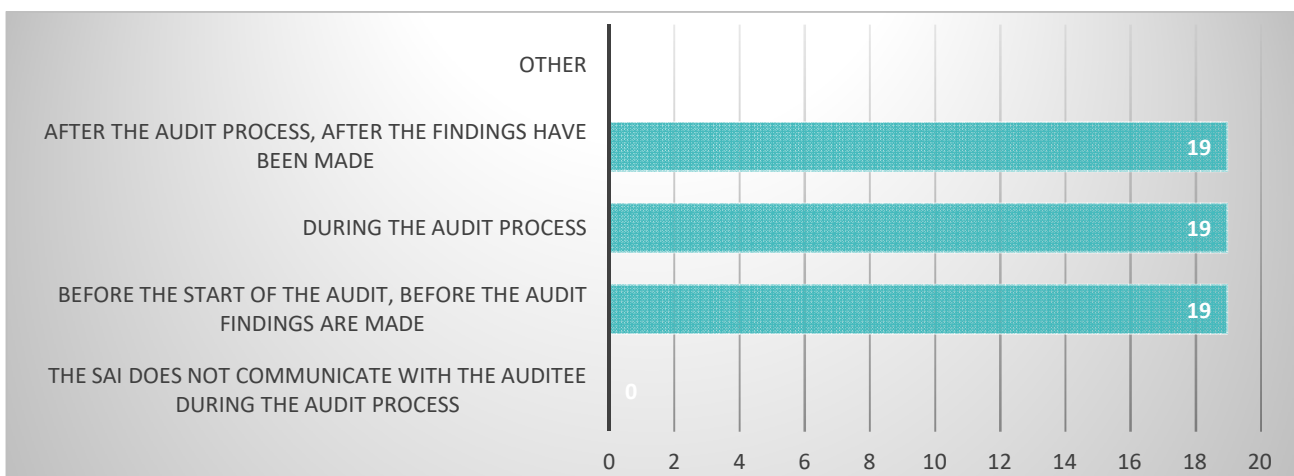 OTHER
AFTER THE AUDIT PROCESS, AFTER THE FINDINGS HAVE
BEEN MADE
19
DURING THE AUDIT PROCESS
19
BEFORE THE START OF THE AUDIT, BEFORE THE AUDIT
FINDINGS ARE MADE
19
THE SAI DOES NOT COMMUNICATE WITH THE AUDITEE
DURING THE AUDIT PROCESS
0
0 2 4 6 8 10 12 14 16 18 20